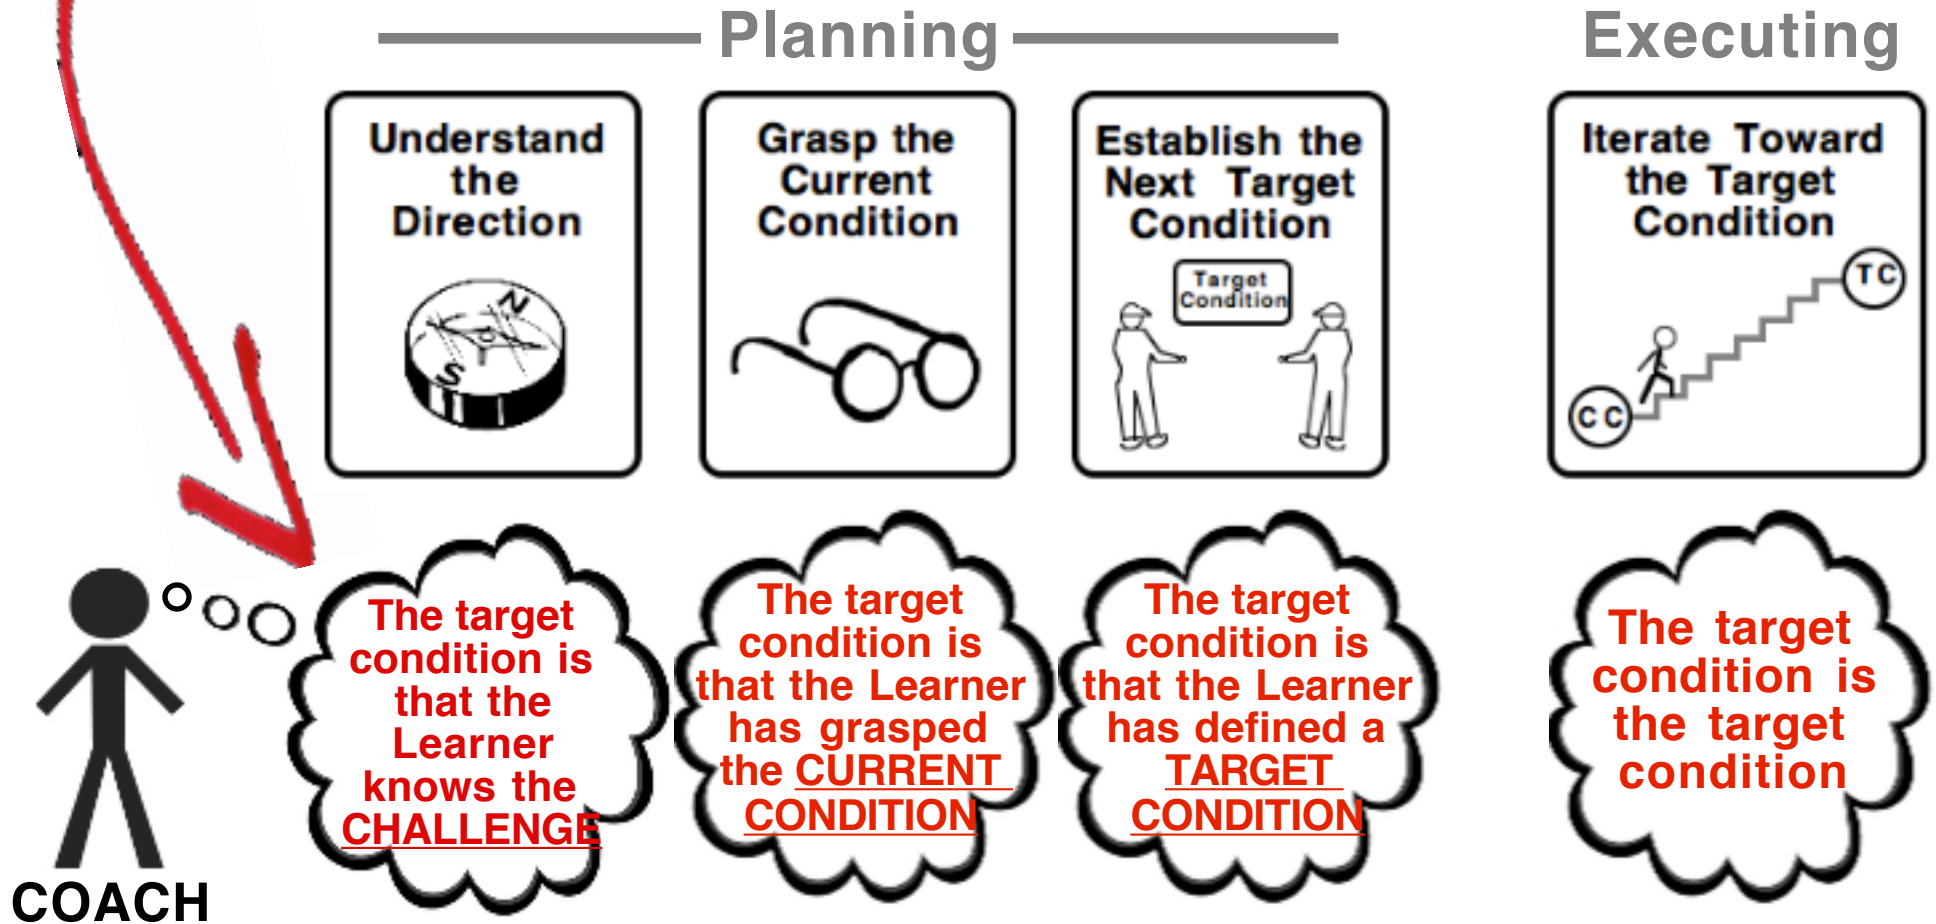 Planning
Executing
Understand
the
Direction
N
S
Grasp the
Current
Condition
Establish the
Next Target
Condition
Target
Condition
Iterate Toward
the Target
Condition
TC
CC
The target
condition is
that the
Learner
knows the
CHALLENGE
The target
condition is
that the Learner
has grasped
the CURRENT
CONDITION
The target
condition is
that the Learner
has defined a
TARGET
CONDITION
The target
condition is
the target
condition
COACH